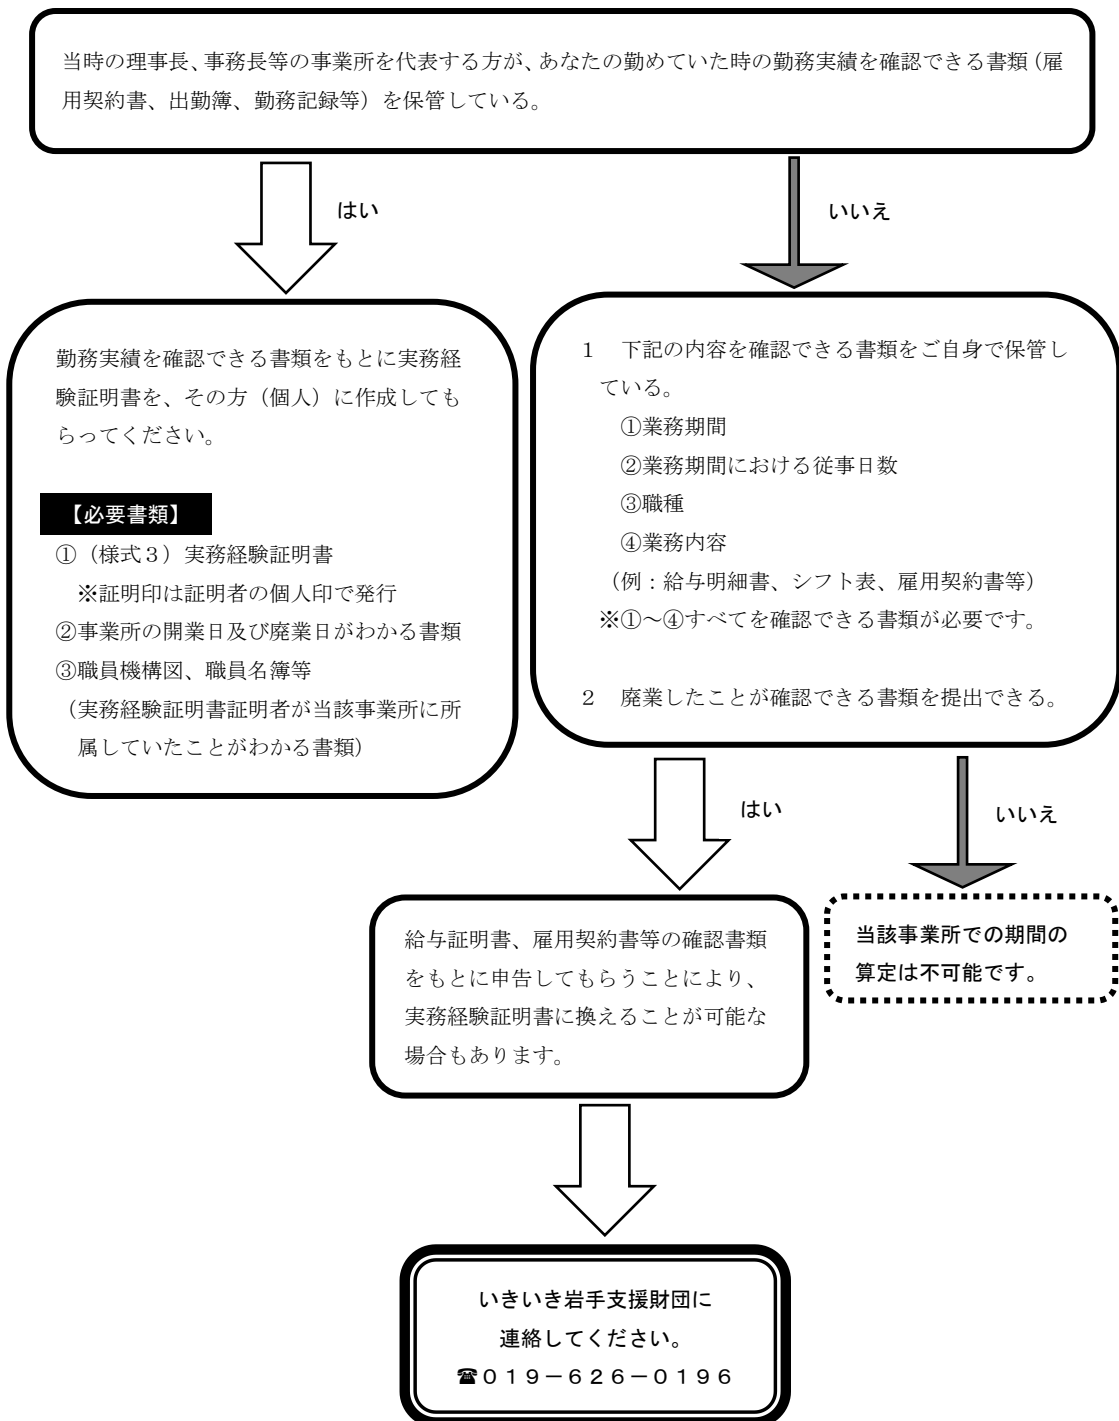 当時の理事長、事務長等の事業所を代表する方が、あなたの勤めていた時の勤務実績を確認できる書類（雇
用契約書、出勤簿、勤務記録等）を保管している。
はい
いいえ
勤務実績を確認できる書類をもとに実務経
験証明書を、その方（個人）に作成しても
らってください。
【必要書類】
①（様式３）実務経験証明書
※証明印は証明者の個人印で発行
②事業所の開業日及び廃業日がわかる書類
③職員機構図、職員名簿等
（実務経験証明書証明者が当該事業所に所
属していたことがわかる書類）
１　下記の内容を確認できる書類をご自身で保管し
ている。
①業務期間
②業務期間における従事日数
③職種
④業務内容
（例：給与明細書、シフト表、雇用契約書等）
※①～④すべてを確認できる書類が必要です。
２　廃業したことが確認できる書類を提出できる。
はい
いいえ
給与証明書、雇用契約書等の確認書類
をもとに申告してもらうことにより、
実務経験証明書に換えることが可能な
場合もあります。
当該事業所での期間の
算定は不可能です。
いきいき岩手支援財団に
連絡してください。
☎０１９－６２６－０１９６